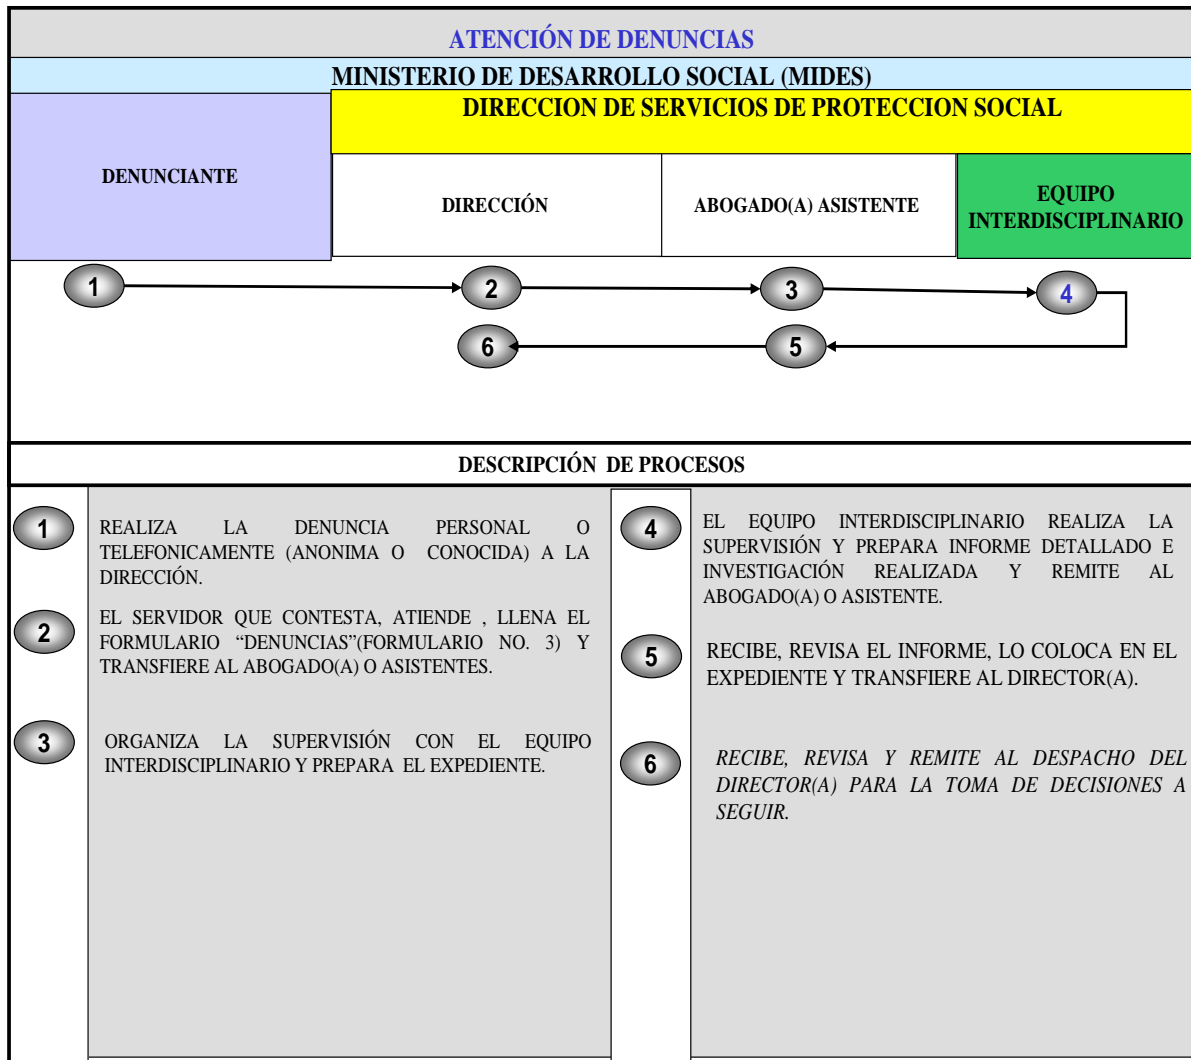 ATENCIÓN DE DENUNCIAS
MINISTERIO DE DESARROLLO SOCIAL (MIDES)
DIRECCION DE SERVICIOS DE PROTECCION SOCIAL
DENUNCIANTE
DIRECCIÓN
ABOGADO(A) ASISTENTE
EQUIPO
INTERDISCIPLINARIO
1
2
3
4
6
5
DESCRIPCIÓN DE PROCESOS
1
REALIZA LA DENUNCIA PERSONAL O
TELEFONICAMENTE (ANONIMA O CONOCIDA) A LA
DIRECCIÓN.
2
EL SERVIDOR QUE CONTESTA, ATIENDE , LLENA EL
FORMULARIO “DENUNCIAS”(FORMULARIO NO. 3) Y
TRANSFIERE AL ABOGADO(A) O ASISTENTES.
3
ORGANIZA LA SUPERVISIÓN CON EL EQUIPO
INTERDISCIPLINARIO Y PREPARA EL EXPEDIENTE.
4
EL EQUIPO INTERDISCIPLINARIO REALIZA LA
SUPERVISIÓN Y PREPARA INFORME DETALLADO E
INVESTIGACIÓN REALIZADA Y REMITE AL
ABOGADO(A) O ASISTENTE.
5
RECIBE, REVISA EL INFORME, LO COLOCA EN EL
EXPEDIENTE Y TRANSFIERE AL DIRECTOR(A).
6
RECIBE, REVISA Y REMITE AL DESPACHO DEL
DIRECTOR(A) PARA LA TOMA DE DECISIONES A
SEGUIR.